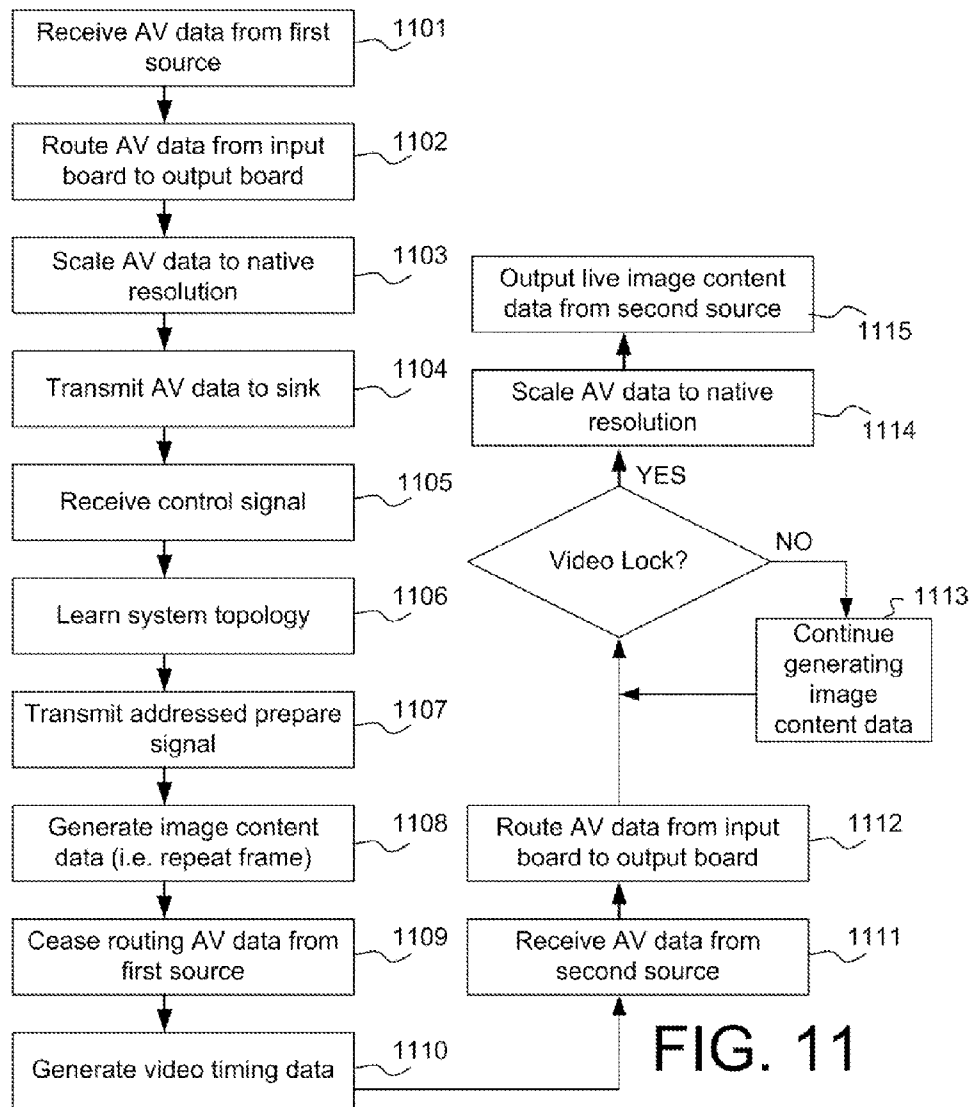 Receive AV data from first
source
1101
Route AV data from input
board to output board
1102
Scale AV data to native
resolution
1103
Transmit AV data to sink
1104
Receive control signal
1105
Learn system topology
1106
Transmit addressed prepare
signal
1107
Generate image content
data (i.e. repeat frame)
1108
Cease routing AV data from
first source
1109
Generate video timing data
1110
Receive AV data from
second source
1111
Route AV data from input
board to output board
1112
Video Lock?
NO
1113
Continue
generating
image
content data
YES
Scale AV data to native
resolution
1114
Output live image content
data from second source
1115
FIG. 11